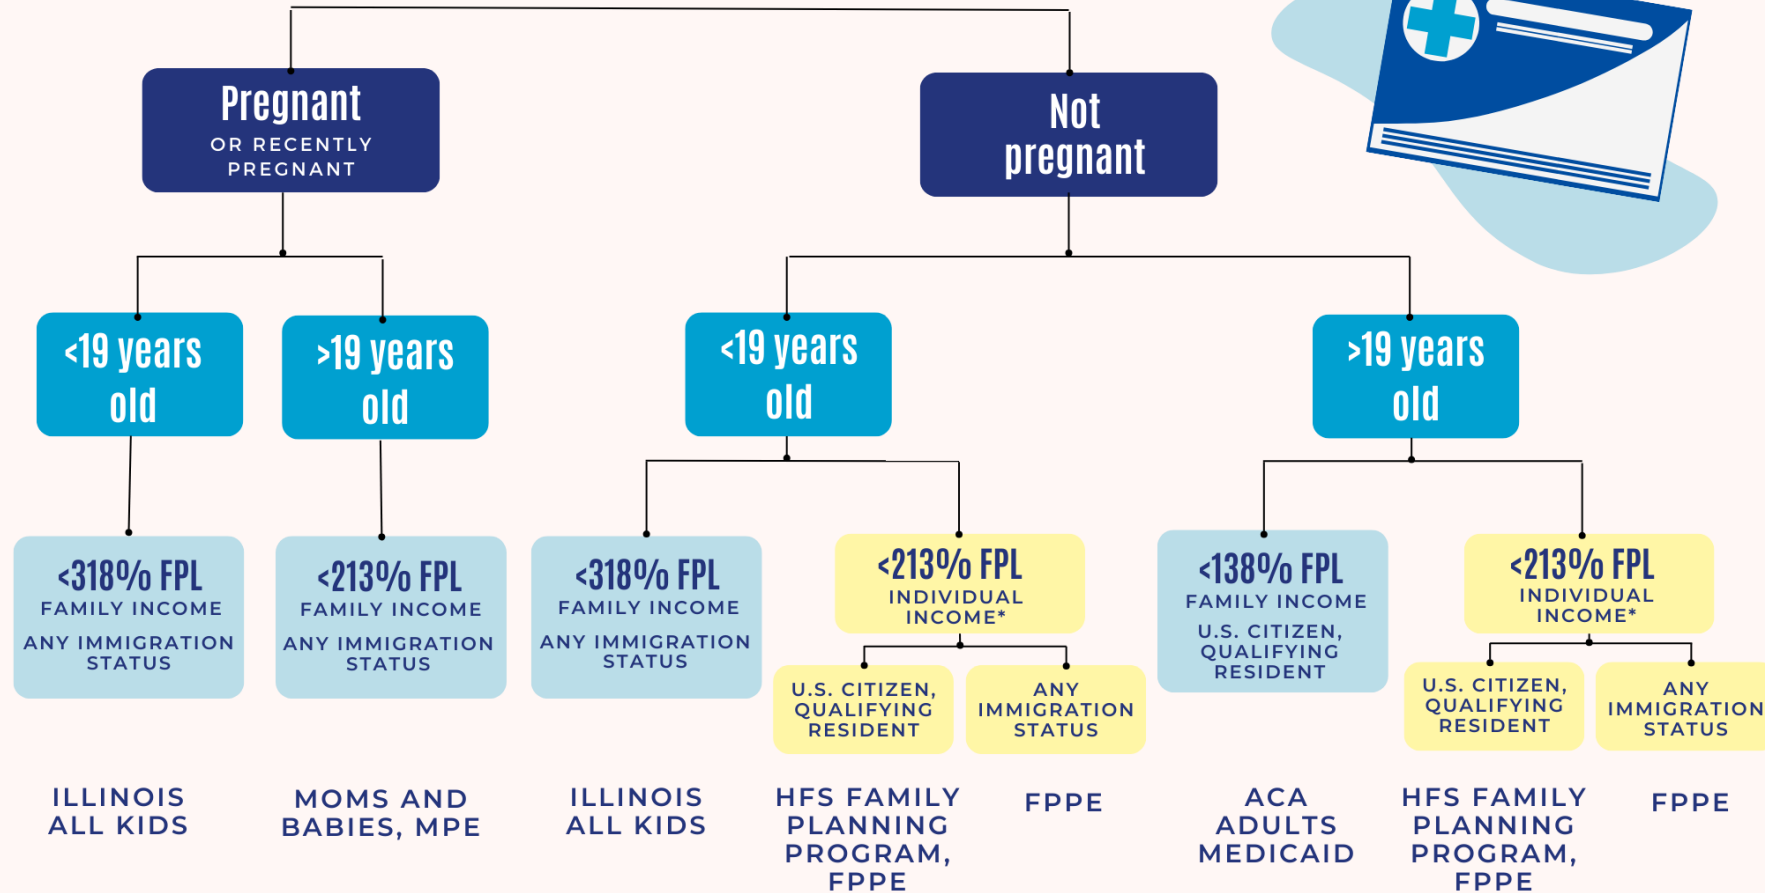 Pregnant
OR RECENTLY
PREGNANT
Not
pregnant
<19 years
old
>19 years
old
<19 years
old
>19 years
old
<318% FPL
FAMILY INCOME
ANY IMMIGRATION
STATUS
<213% FPL
FAMILY INCOME
ANY IMMIGRATION
STATUS
<318% FPL
FAMILY INCOME
ANY IMMIGRATION
STATUS
<213% FPL
INDIVIDUAL
INCOME*
U.S. CITIZEN,
QUALIFYING
RESIDENT
ANY
IMMIGRATION
STATUS
<138% FPL
FAMILY INCOME
U.S. CITIZEN,
QUALIFYING
RESIDENT
<213% FPL
INDIVIDUAL
INCOME*
U.S. CITIZEN,
QUALIFYING
RESIDENT
ANY
IMMIGRATION
STATUS
ILLINOIS
ALL KIDS
MOMS AND
BABIES, MPE
ILLINOIS
ALL KIDS
HFS FAMILY
PLANNING
PROGRAM,
FPPE
FPPE
ACA
ADULTS
MEDICAID
HFS FAMILY
PLANNING
PROGRAM,
FPPE
FPPE